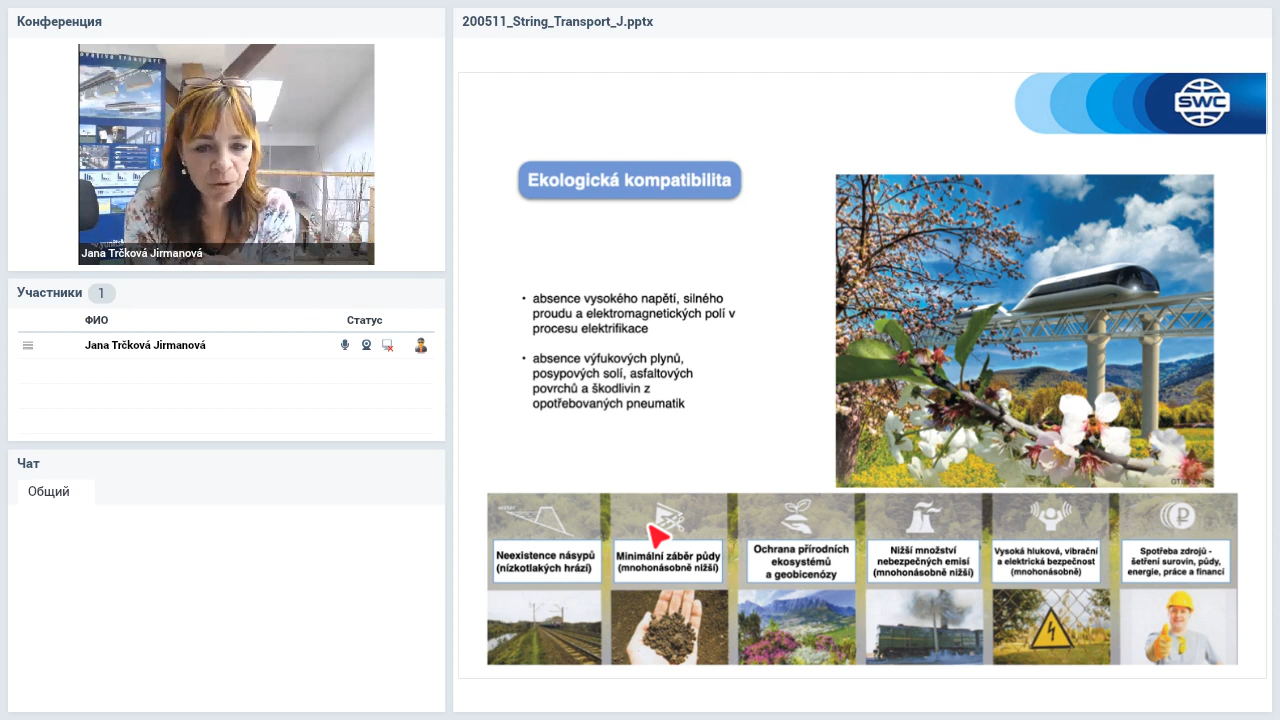 Конференция
Jana Trčková Jirmanová
Участники 1
ФИО Статус
Jana Trčková Jirmanová
Чат
Общий
200511_String_Transport_J.pptx
SWC
Ekologická kompatibilita
• absence vysokého napětí, silného
proudu a elektromagnetických polí v
procesu elektrifikace
• absence výfukových plynů,
posypových solí, asfaltových
povrchů a škodlivin z
opotřebovaných pneumatik
Neexistence násypů
(nízkotlakých hrází)
Minimální záběr půdy
(mnohonásobně nižší)
Ochrana přírodních
ekosystémů
a geobicenózy
Nižší množství
nebezpečných emisí
(mnohonásobně nižší)
Vysoká hluková, vibrační
a elektrická bezpečnost
(mnohonásobně)
Spotřeba zdrojů -
šetření surovin, půdy,
energie, práce a financí